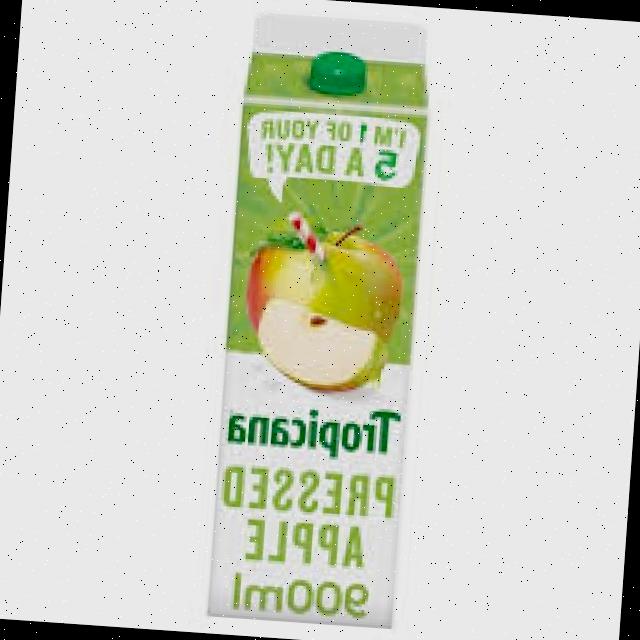 I'M 1 OF YOUR
5 A DAY!
Tropicana
PRESSED
APPLE
900ml